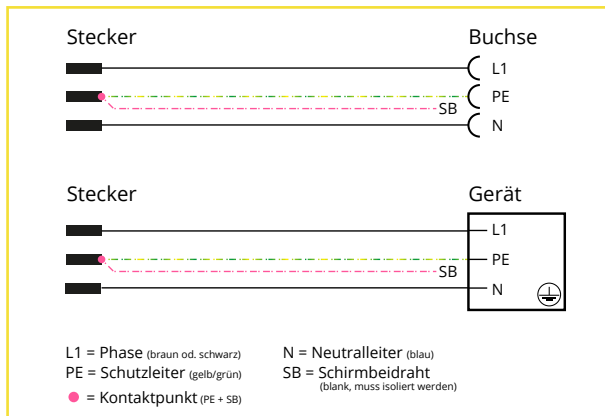 Stecker Buchse
L1
PE
SB
N
Stecker Gerät
L1
PE
SB
N
L1 = Phase (braun od. schwarz) N = Neutralleiter (blau)
PE = Schutzleiter (gelb/grün) SB = Schirmbeidraht
(blank, muss isoliert werden)
= Kontaktpunkt (PE + SB)